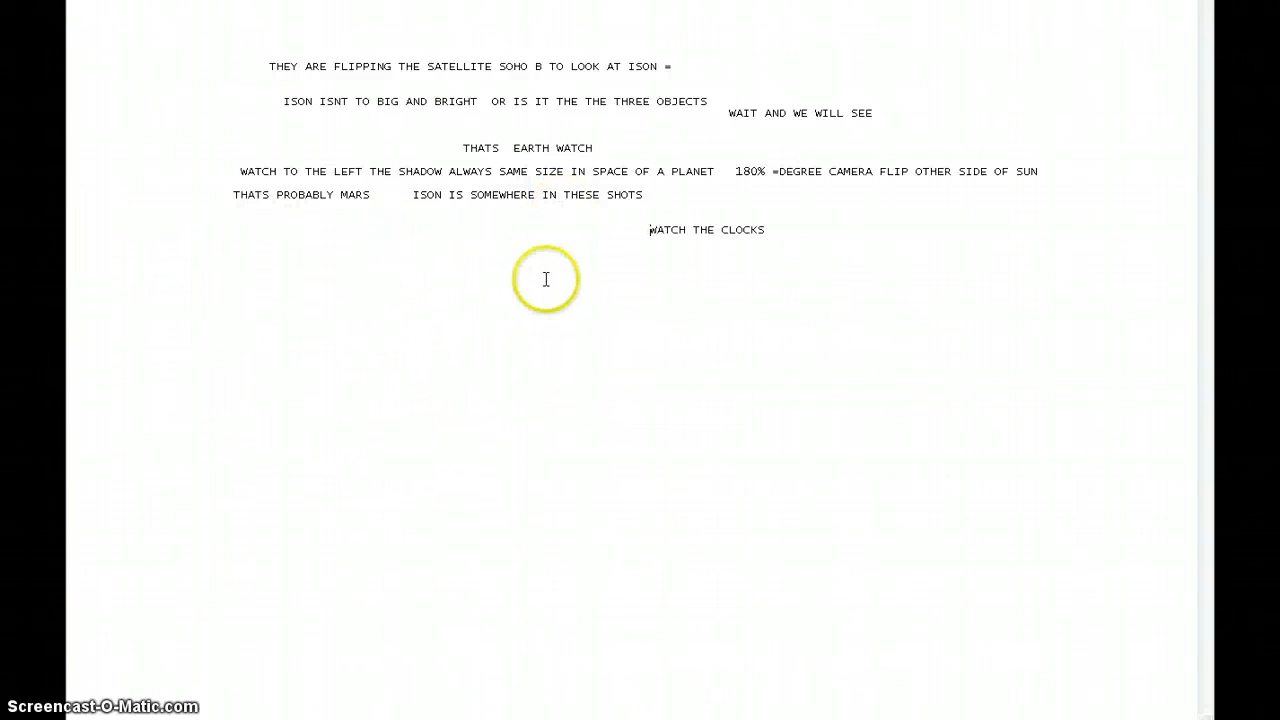 THEY ARE FLIPPING THE SATELLITE SOHO B TO LOOK AT ISON =
ISON ISNT TO BIG AND BRIGHT OR IS IT THE THE THREE OBJECTS
WAIT AND WE WILL SEE
THATS EARTH WATCH
WATCH TO THE LEFT THE SHADOW ALWAYS SAME SIZE IN SPACE OF A PLANET 180% =DEGREE CAMERA FLIP OTHER SIDE OF SUN
THATS PROBABLY MARS ISON IS SOMEWHERE IN THESE SHOTS
WATCH THE CLOCKS
Screencast-O-Matic.com